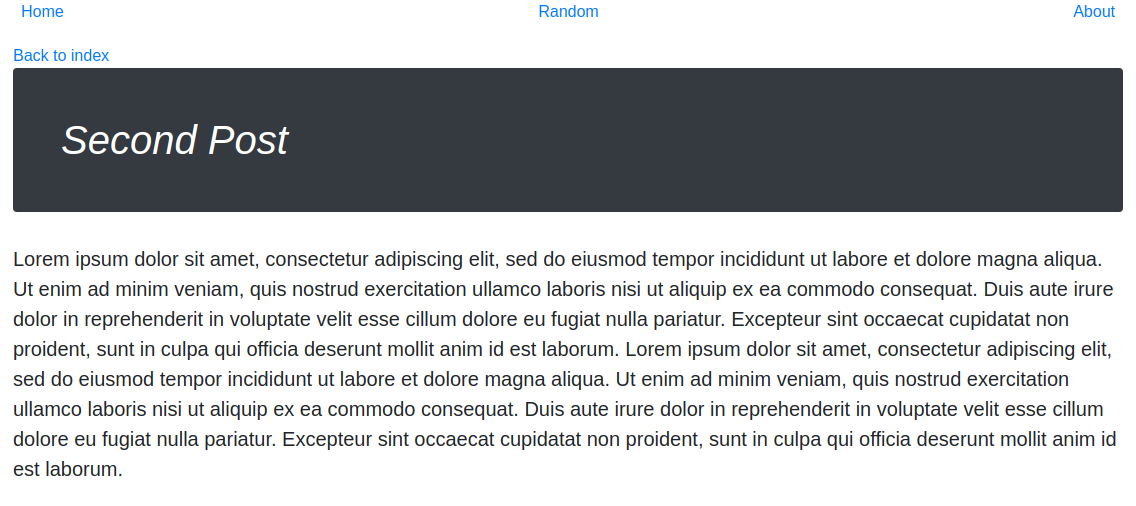 Home Random About
Back to index
Second Post
Lorem ipsum dolor sit amet, consectetur adipiscing elit, sed do eiusmod tempor incididunt ut labore et dolore magna aliqua.
Ut enim ad minim veniam, quis nostrud exercitation ullamco laboris nisi ut aliquip ex ea commodo consequat. Duis aute irure
dolor in reprehenderit in voluptate velit esse cillum dolore eu fugiat nulla pariatur. Excepteur sint occaecat cupidatat non
proident, sunt in culpa qui officia deserunt mollit anim id est laborum. Lorem ipsum dolor sit amet, consectetur adipiscing elit,
sed do eiusmod tempor incididunt ut labore et dolore magna aliqua. Ut enim ad minim veniam, quis nostrud exercitation
ullamco laboris nisi ut aliquip ex ea commodo consequat. Duis aute irure dolor in reprehenderit in voluptate velit esse cillum
dolore eu fugiat nulla pariatur. Excepteur sint occaecat cupidatat non proident, sunt in culpa qui officia deserunt mollit anim id
est laborum.